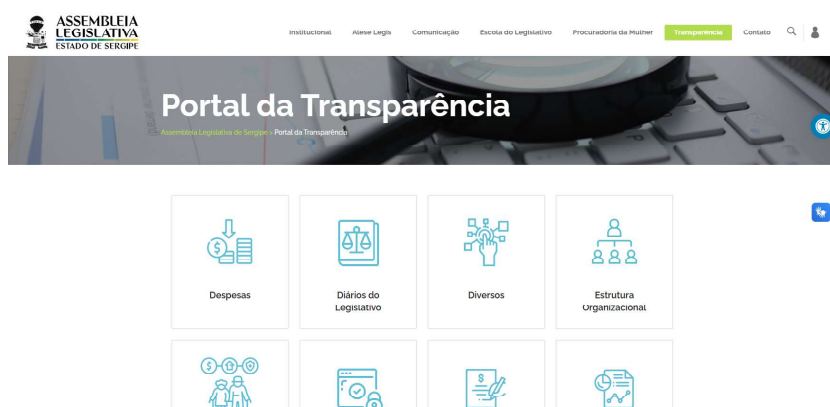 ASSEMBLEIA
LEGISLATIVA
ESTADO DE SERGIPE
Institucional Alese Legis Comunicação Escola do Legislativo Procuradoria da Mulher Transparência Contato
Portal da Transparência
Assembleia Legislativa de Sergipe > Portal da Transparência
Despesas
Diários do
Legislativo
Diversos
Estrutura
Organizacional